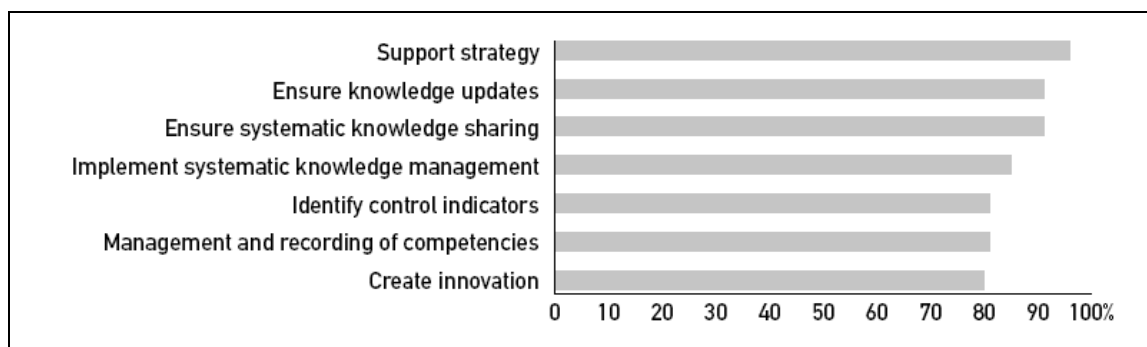 Support strategy
Ensure knowledge updates
Ensure systematic knowledge sharing
Implement systematic knowledge management
Identify control indicators
Management and recording of competencies
Create innovation
0 10 20 30 40 50 60 70 80 90 100%